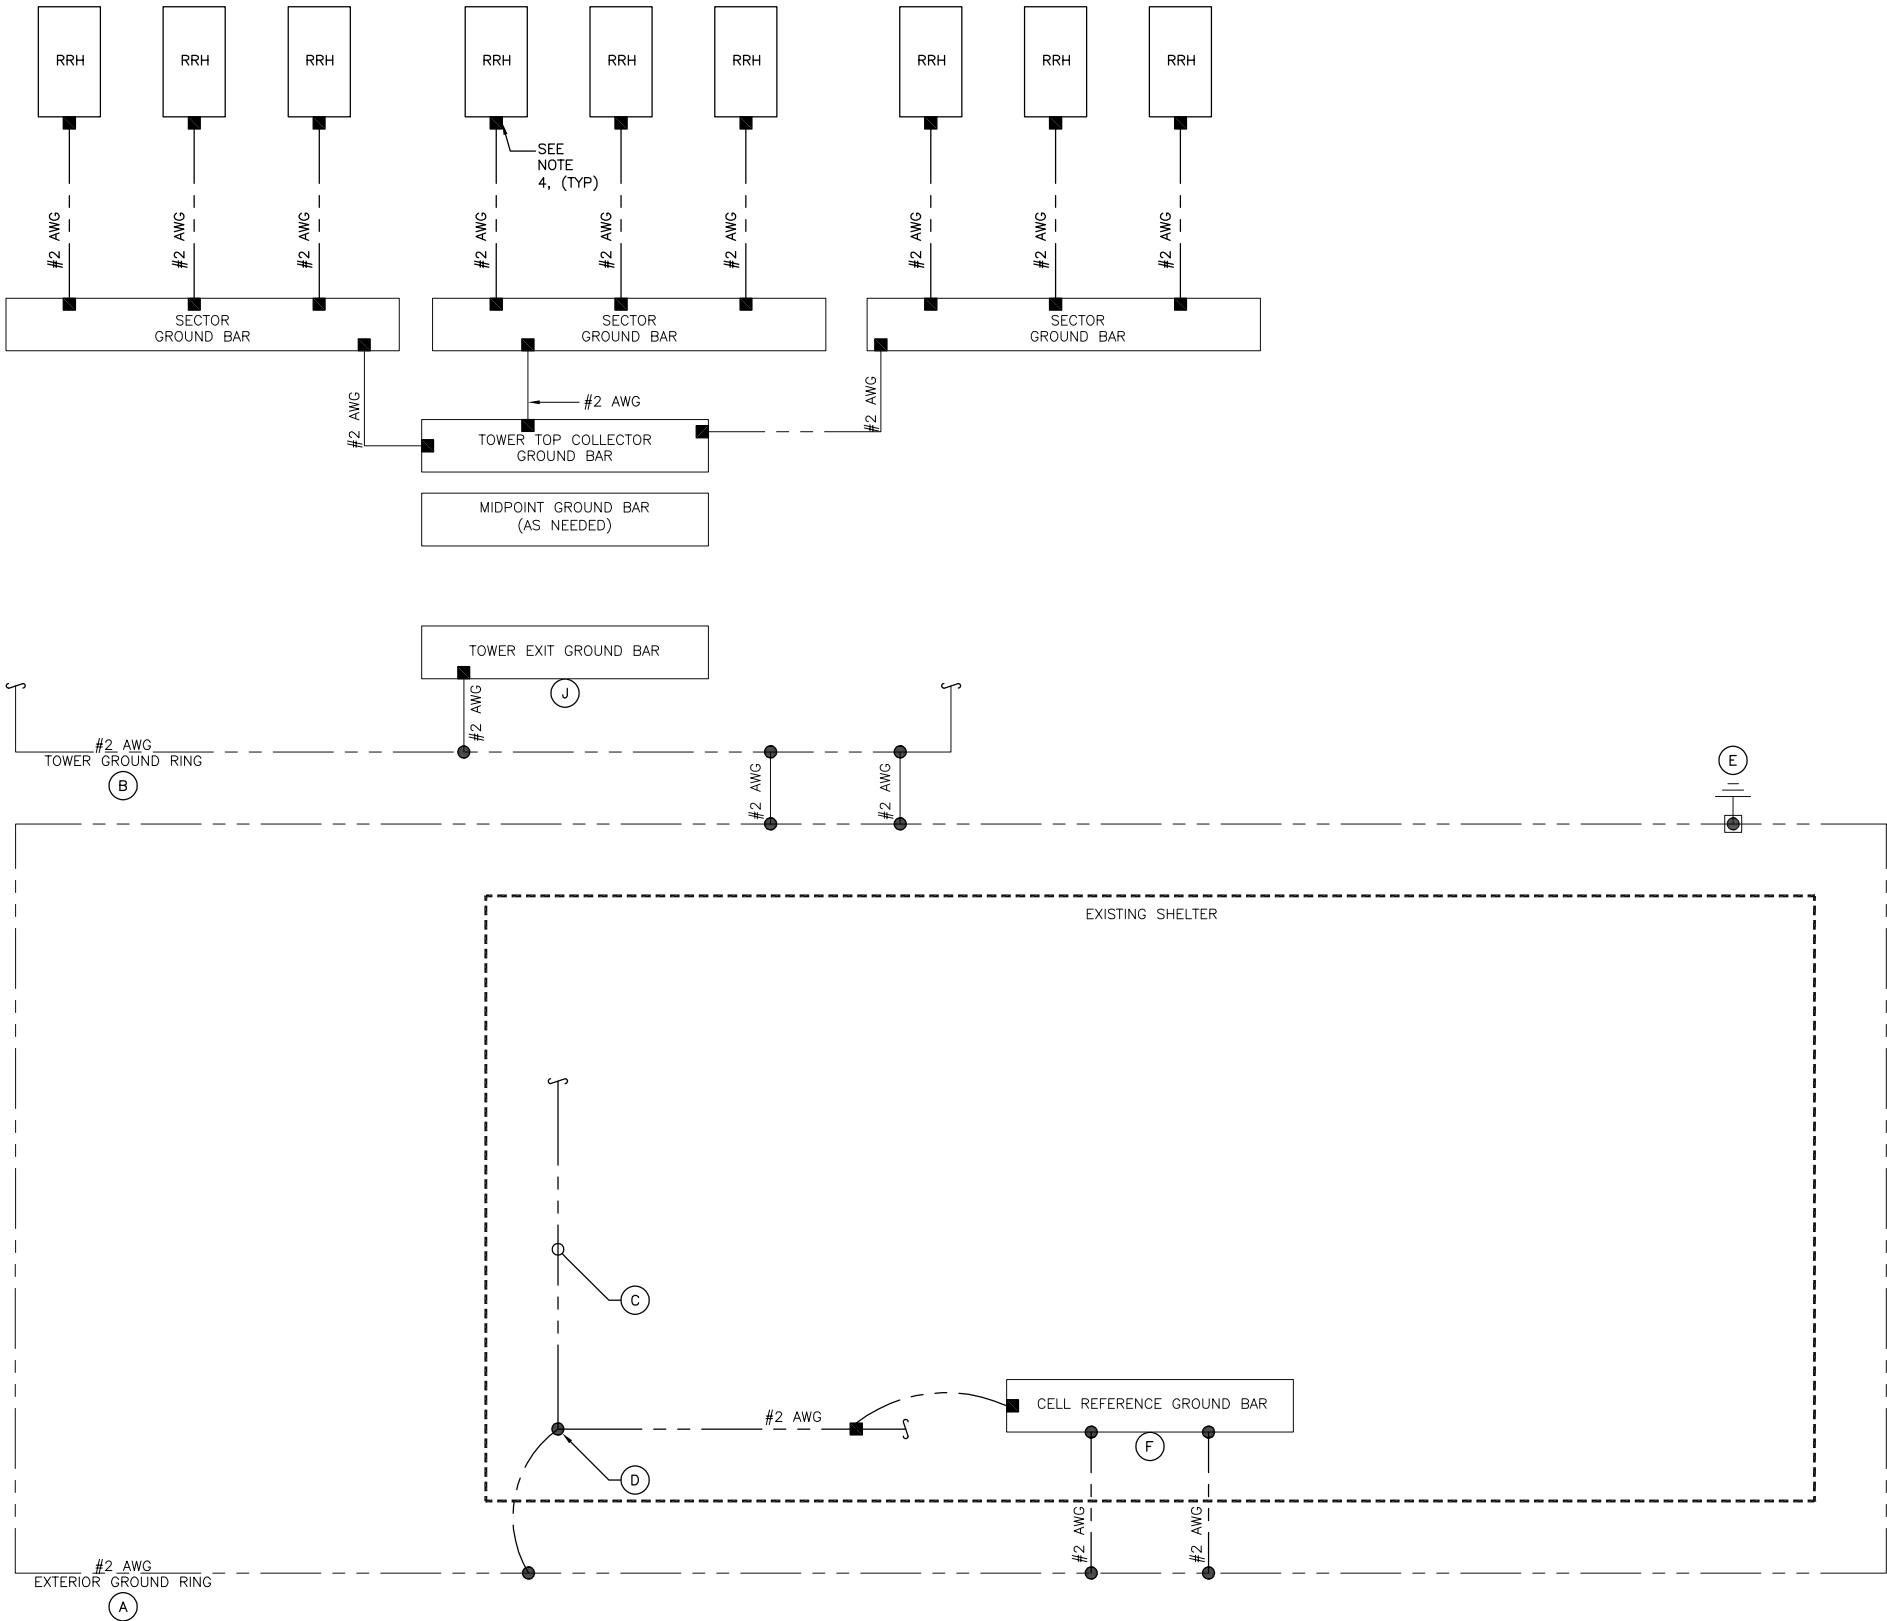 RRH RRH RRH RRH RRH RRH RRH RRH RRH
SEE
NOTE
4, (TYP)
#2 AWG #2 AWG #2 AWG #2 AWG #2 AWG #2 AWG #2 AWG #2 AWG #2 AWG
SECTOR
GROUND BAR
SECTOR
GROUND BAR
SECTOR
GROUND BAR
#2 AWG
#2 AWG
#2 AWG
TOWER TOP COLLECTOR
GROUND BAR
MIDPOINT GROUND BAR
(AS NEEDED)
TOWER EXIT GROUND BAR
J
#2 AWG
#2 AWG
TOWER GROUND RING
B
#2 AWG
#2 AWG
E
EXISTING SHELTER
C
#2 AWG
CELL REFERENCE GROUND BAR
F
D
#2 AWG
#2 AWG
#2 AWG
EXTERIOR GROUND RING
A